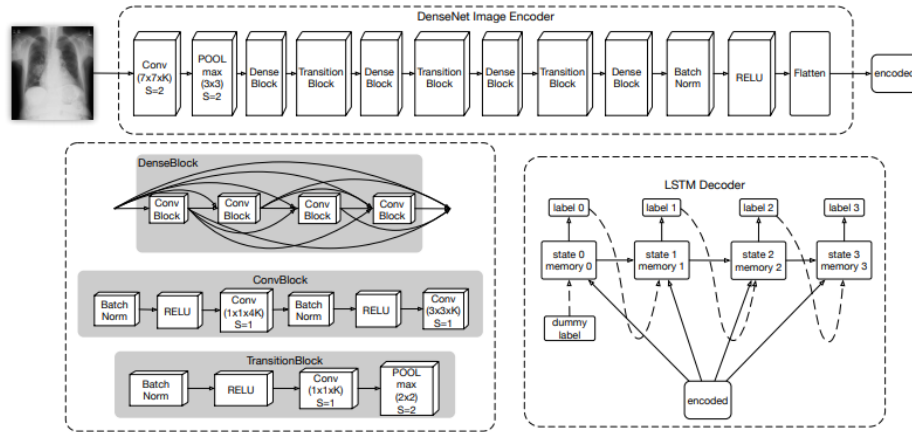 DenseNet Image Encoder
Conv
(7x7xK)
S=2
POOL
max
(3x3)
S=2
Dense
Block
Transition
Block
Dense
Block
Transition
Block
Dense
Block
Transition
Block
Dense
Block
Batch
Norm
RELU
Flatten
encoded
DenseBlock
Conv
Block
Conv
Block
Conv
Block
Conv
Block
ConvBlock
Batch
Norm
RELU
Conv
(1x1x4K)
S=1
Batch
Norm
RELU
Conv
(3x3xK)
S=1
TransitionBlock
Batch
Norm
RELU
Conv
(1x1xK)
S=1
POOL
max
(2x2)
S=2
LSTM Decoder
label 0
label 1
label 2
label 3
state 0
memory 0
state 1
memory 1
state 2
memory 2
state 3
memory 3
dummy
label
encoded